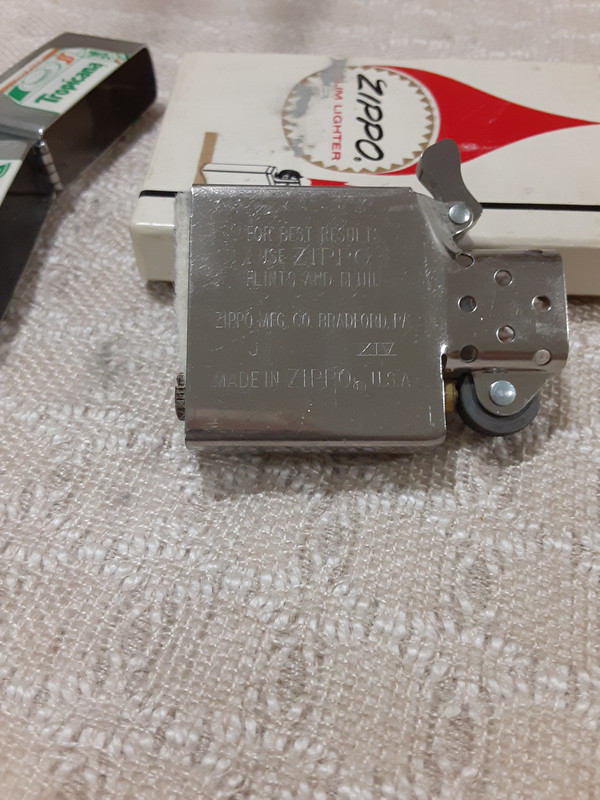 Tropicana
ZIPPO
LIGHTER
FOR BEST RESULTS
USE ZIPPO
FLINTS AND FLUID
ZIPPO MFG. CO. BRADFORD, PA
J XIV
MADE IN ZIPPO® U.S.A